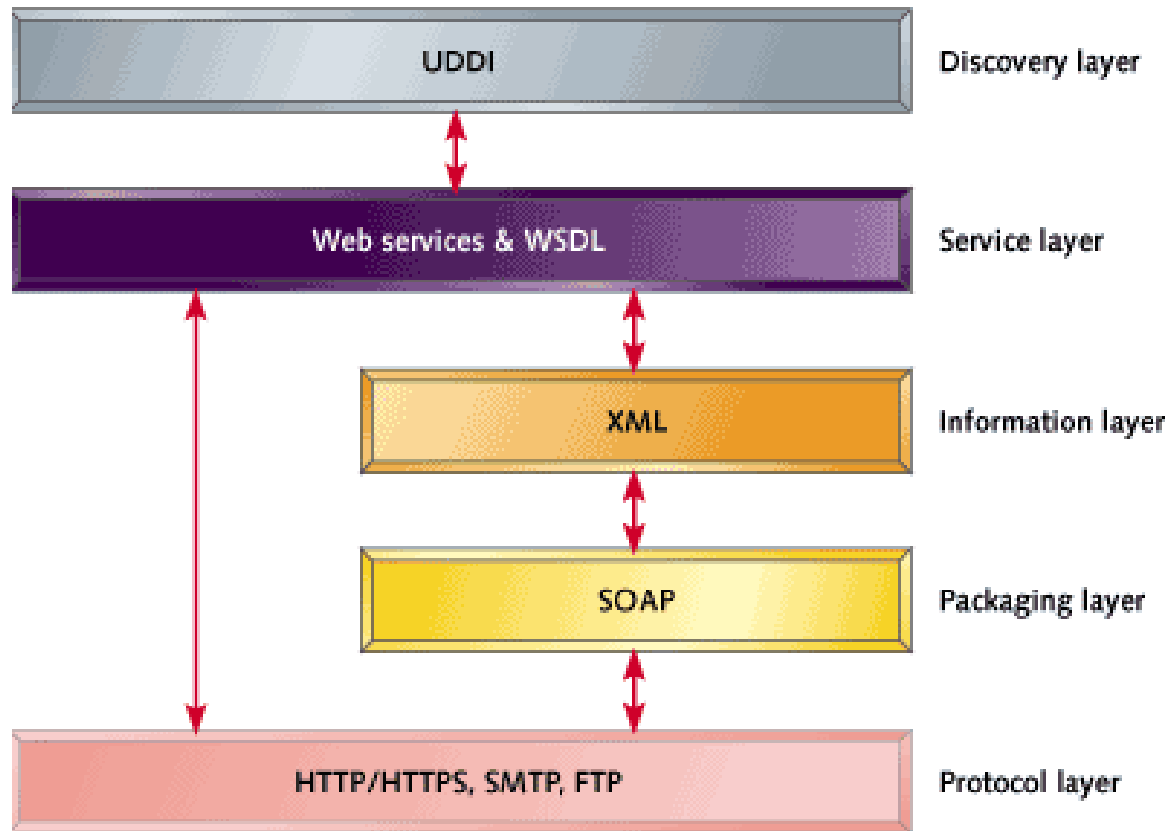 UDDI
Discovery layer
Web services & WSDL
Service layer
XML
Information layer
SOAP
Packaging layer
HTTP/HTTPS, SMTP, FTP
Protocol layer